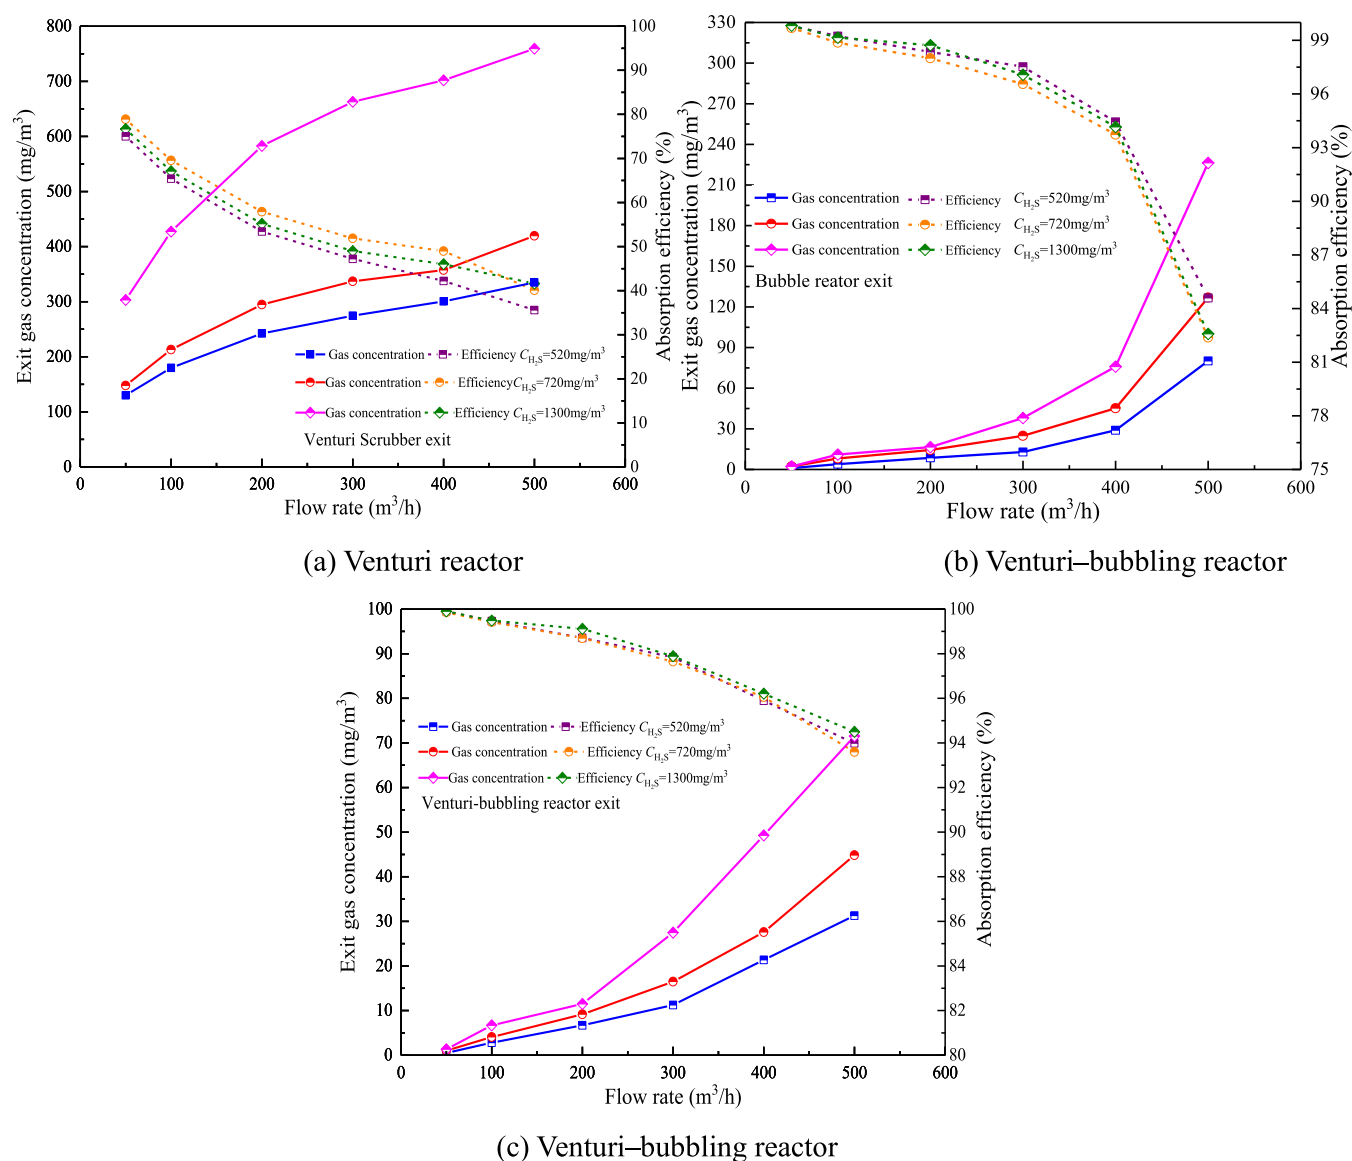 800
700
600
500
400
300
200
100
0
Exit gas concentration (mg/m³)
100
90
80
70
60
50
40
30
20
10
0
Absorption efficiency (%)
Gas concentration Efficiency C_H₂S=520mg/m³
Gas concentration EfficiencyC_H₂S=720mg/m³
Gas concentration Efficiency C_H₂S=1300mg/m³
Venturi Scrubber exit
0 100 200 300 400 500 600
Flow rate (m³/h)
(a) Venturi reactor
330
300
270
240
210
180
150
120
90
60
30
0
Exit gas concentration (mg/m³)
99
96
93
90
87
84
81
78
75
Absorption efficiency (%)
Gas concentration Efficiency C_H₂S=520mg/m³
Gas concentration Efficiency C_H₂S=720mg/m³
Gas concentration Efficiency C_H₂S=1300mg/m³
Bubble reator exit
0 100 200 300 400 500 600
Flow rate (m³/h)
(b) Venturi–bubbling reactor
100
90
80
70
60
50
40
30
20
10
0
Exit gas concentration (mg/m³)
100
98
96
94
92
90
88
86
84
82
80
Absorption efficiency (%)
Gas concentration Efficiency C_H₂S=520mg/m³
Gas concentration Efficiency C_H₂S=720mg/m³
Gas concentration Efficiency C_H₂S=1300mg/m³
Venturi-bubbling reactor exit
0 100 200 300 400 500 600
Flow rate (m³/h)
(c) Venturi–bubbling reactor